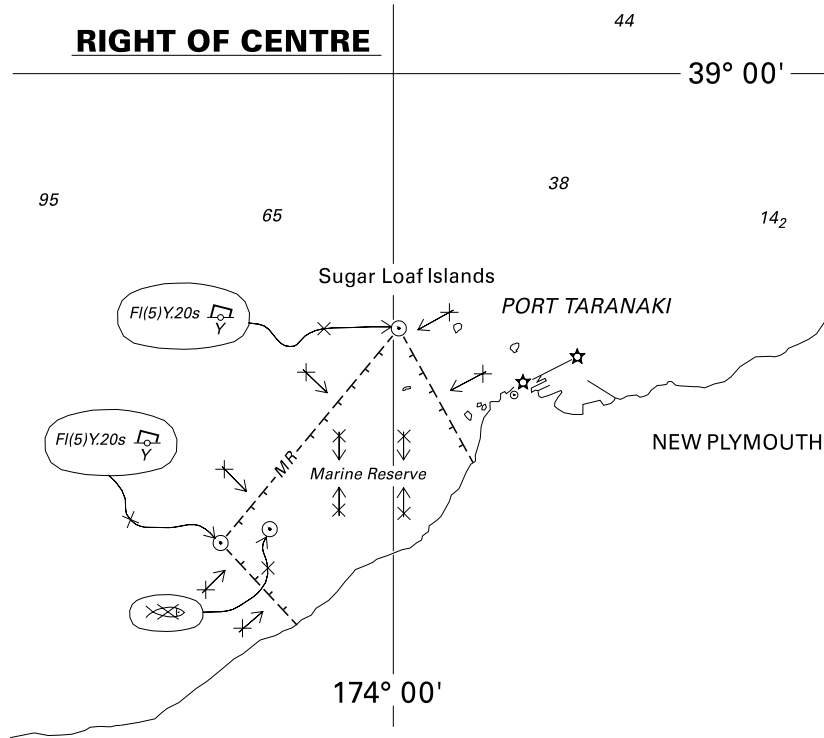 RIGHT OF CENTRE
44
39° 00'
95
65
38
14₂
Sugar Loaf Islands
PORT TARANAKI
Fl(5)Y.20s
Y
Fl(5)Y.20s
Y
NEW PLYMOUTH
MR
Marine Reserve
174° 00'